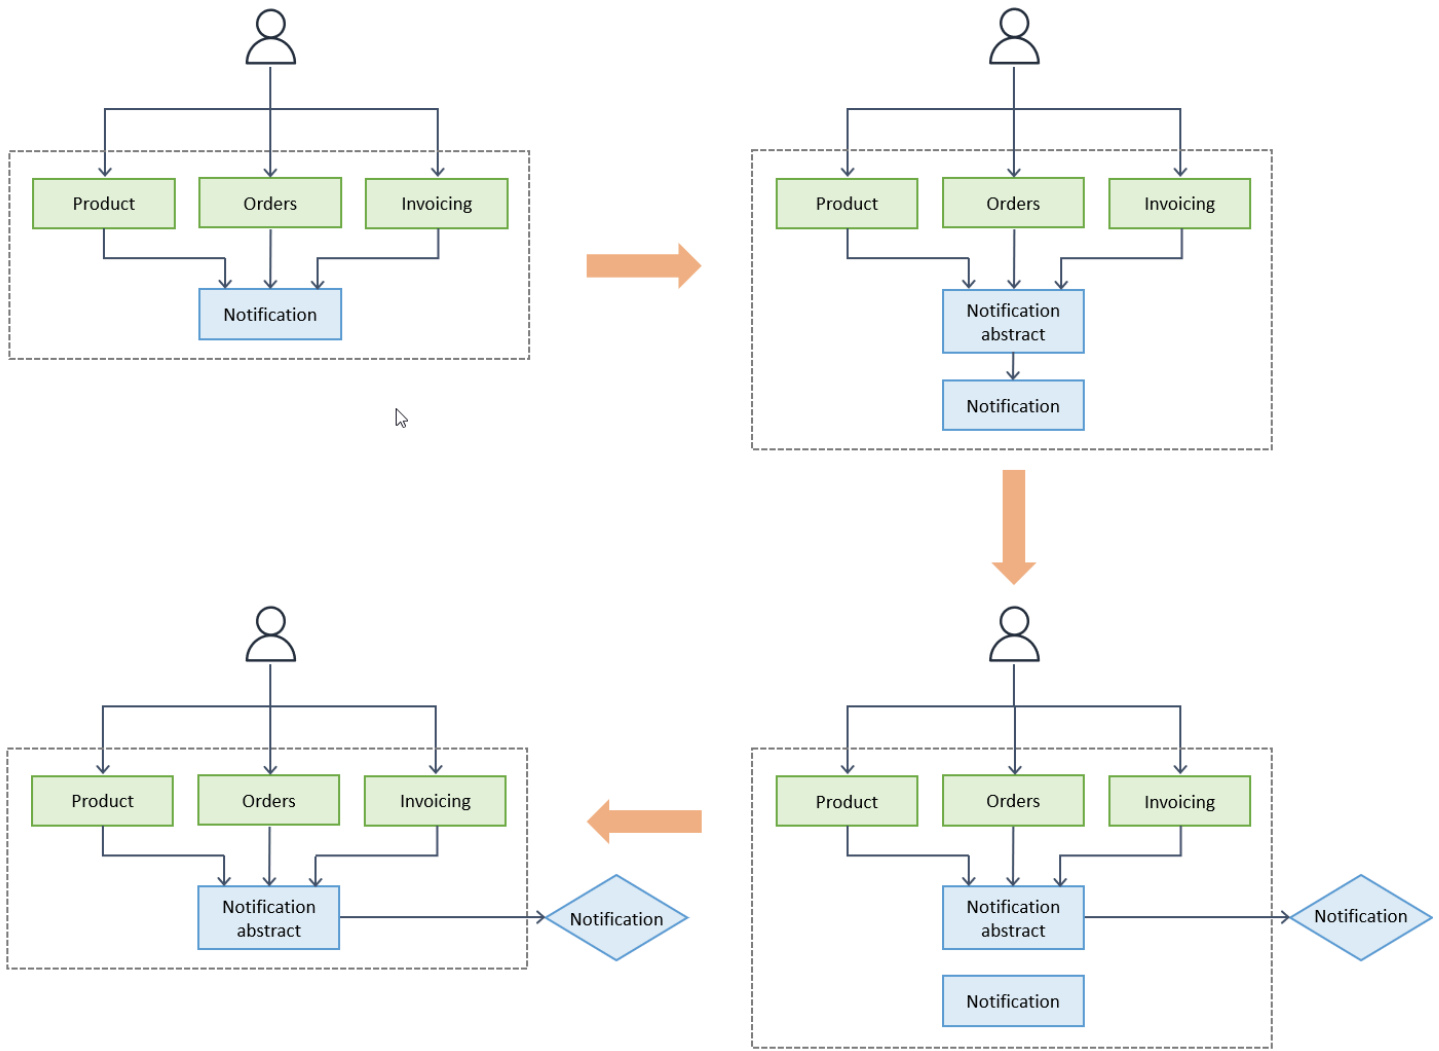 Product
Orders
Invoicing
Notification
Product
Orders
Invoicing
Notification
abstract
Notification
Product
Orders
Invoicing
Notification
abstract
Notification
Product
Orders
Invoicing
Notification
abstract
Notification
Notification